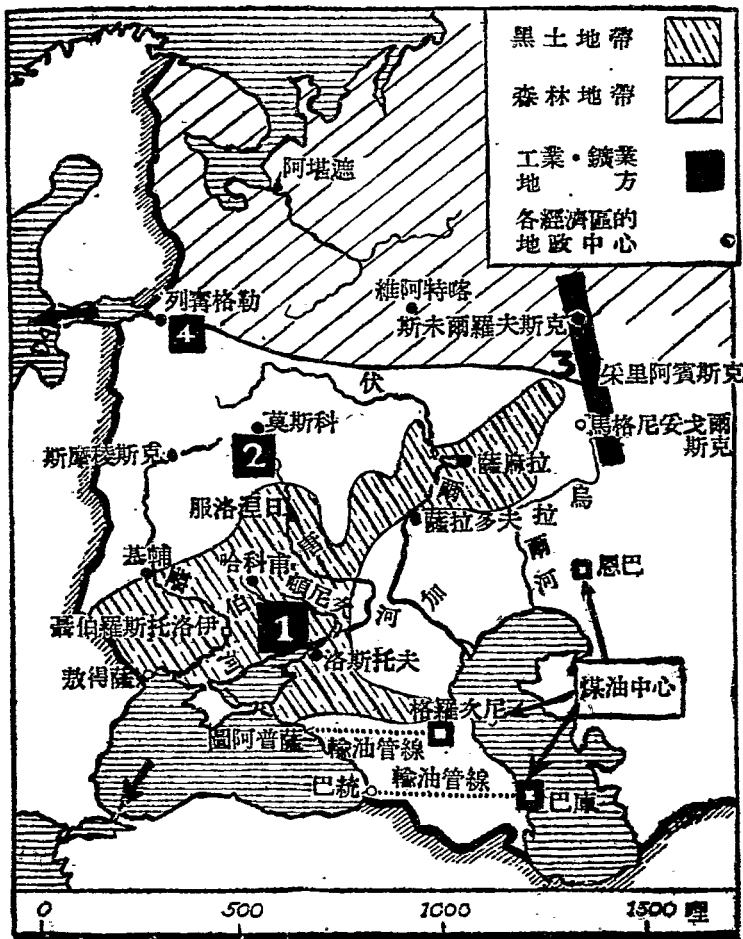 黑土地帶
森林地帶
工業·鑛業
地方
各經濟區的
地政中心
阿堪遮
列寗格勒
4
維阿特喀
斯未爾羅夫斯克
3
采里阿賓斯克
伏
莫斯科
馬格尼安戈爾
斯克
斯摩稜斯克
2
薩麻拉
爾
服洛涅日
薩拉多夫
烏
拉
爾
河
基輔
哈科甫
頓尼多
恩巴
伯
河
加
1
聶伯羅斯托洛伊
洛斯托夫
敖得薩
河
煤油中心
格羅次尼
圖阿普薩
輸油管線
輸油管線
巴統
巴庫
0
500
1000
1500 哩